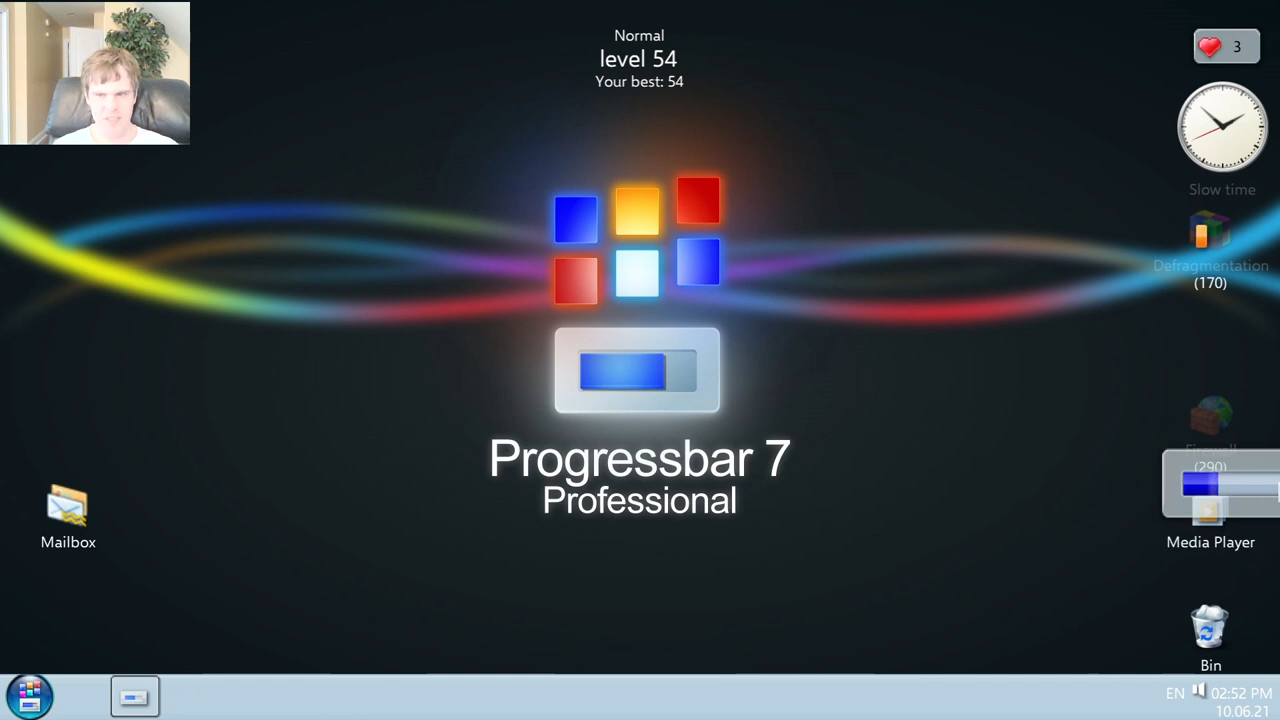 Normal
level 54
Your best: 54
3
Slow time
Defragmentation
(170)
Firewall
(290)
Progressbar 7
Professional
Mailbox
Media Player
Bin
EN
02:52 PM
10.06.21